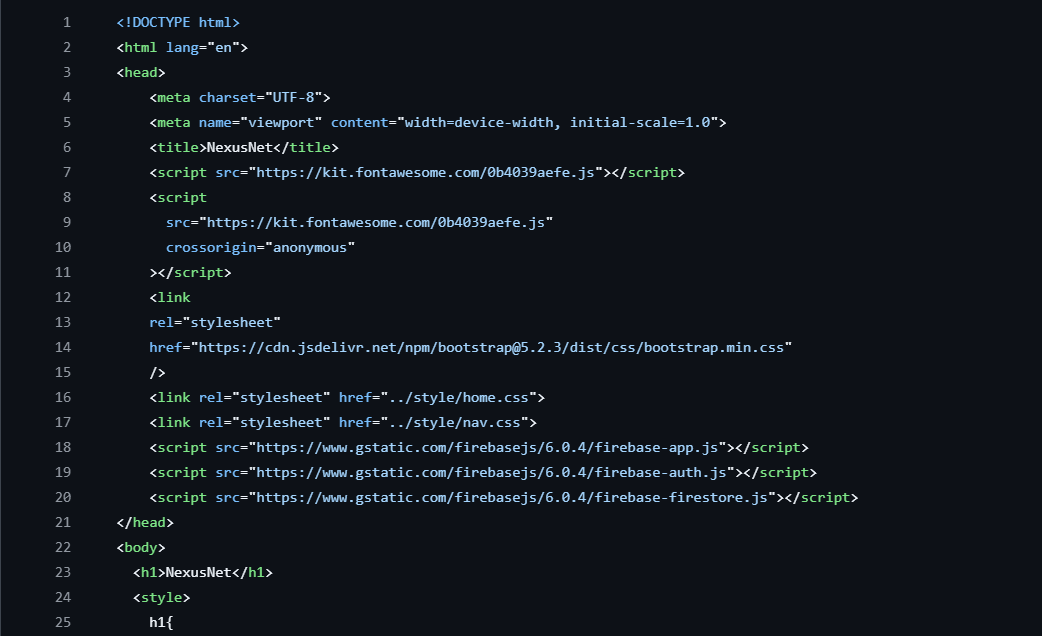 1 <!DOCTYPE html>
2 <html lang="en">
3 <head>
4     <meta charset="UTF-8">
5     <meta name="viewport" content="width=device-width, initial-scale=1.0">
6     <title>NexusNet</title>
7     <script src="https://kit.fontawesome.com/0b4039aefe.js"></script>
8     <script
9       src="https://kit.fontawesome.com/0b4039aefe.js"
10       crossorigin="anonymous"
11     ></script>
12     <link
13     rel="stylesheet"
14     href="https://cdn.jsdelivr.net/npm/bootstrap@5.2.3/dist/css/bootstrap.min.css"
15     />
16     <link rel="stylesheet" href="../style/home.css">
17     <link rel="stylesheet" href="../style/nav.css">
18     <script src="https://www.gstatic.com/firebasejs/6.0.4/firebase-app.js"></script>
19     <script src="https://www.gstatic.com/firebasejs/6.0.4/firebase-auth.js"></script>
20     <script src="https://www.gstatic.com/firebasejs/6.0.4/firebase-firestore.js"></script>
21 </head>
22 <body>
23   <h1>NexusNet</h1>
24   <style>
25     h1{